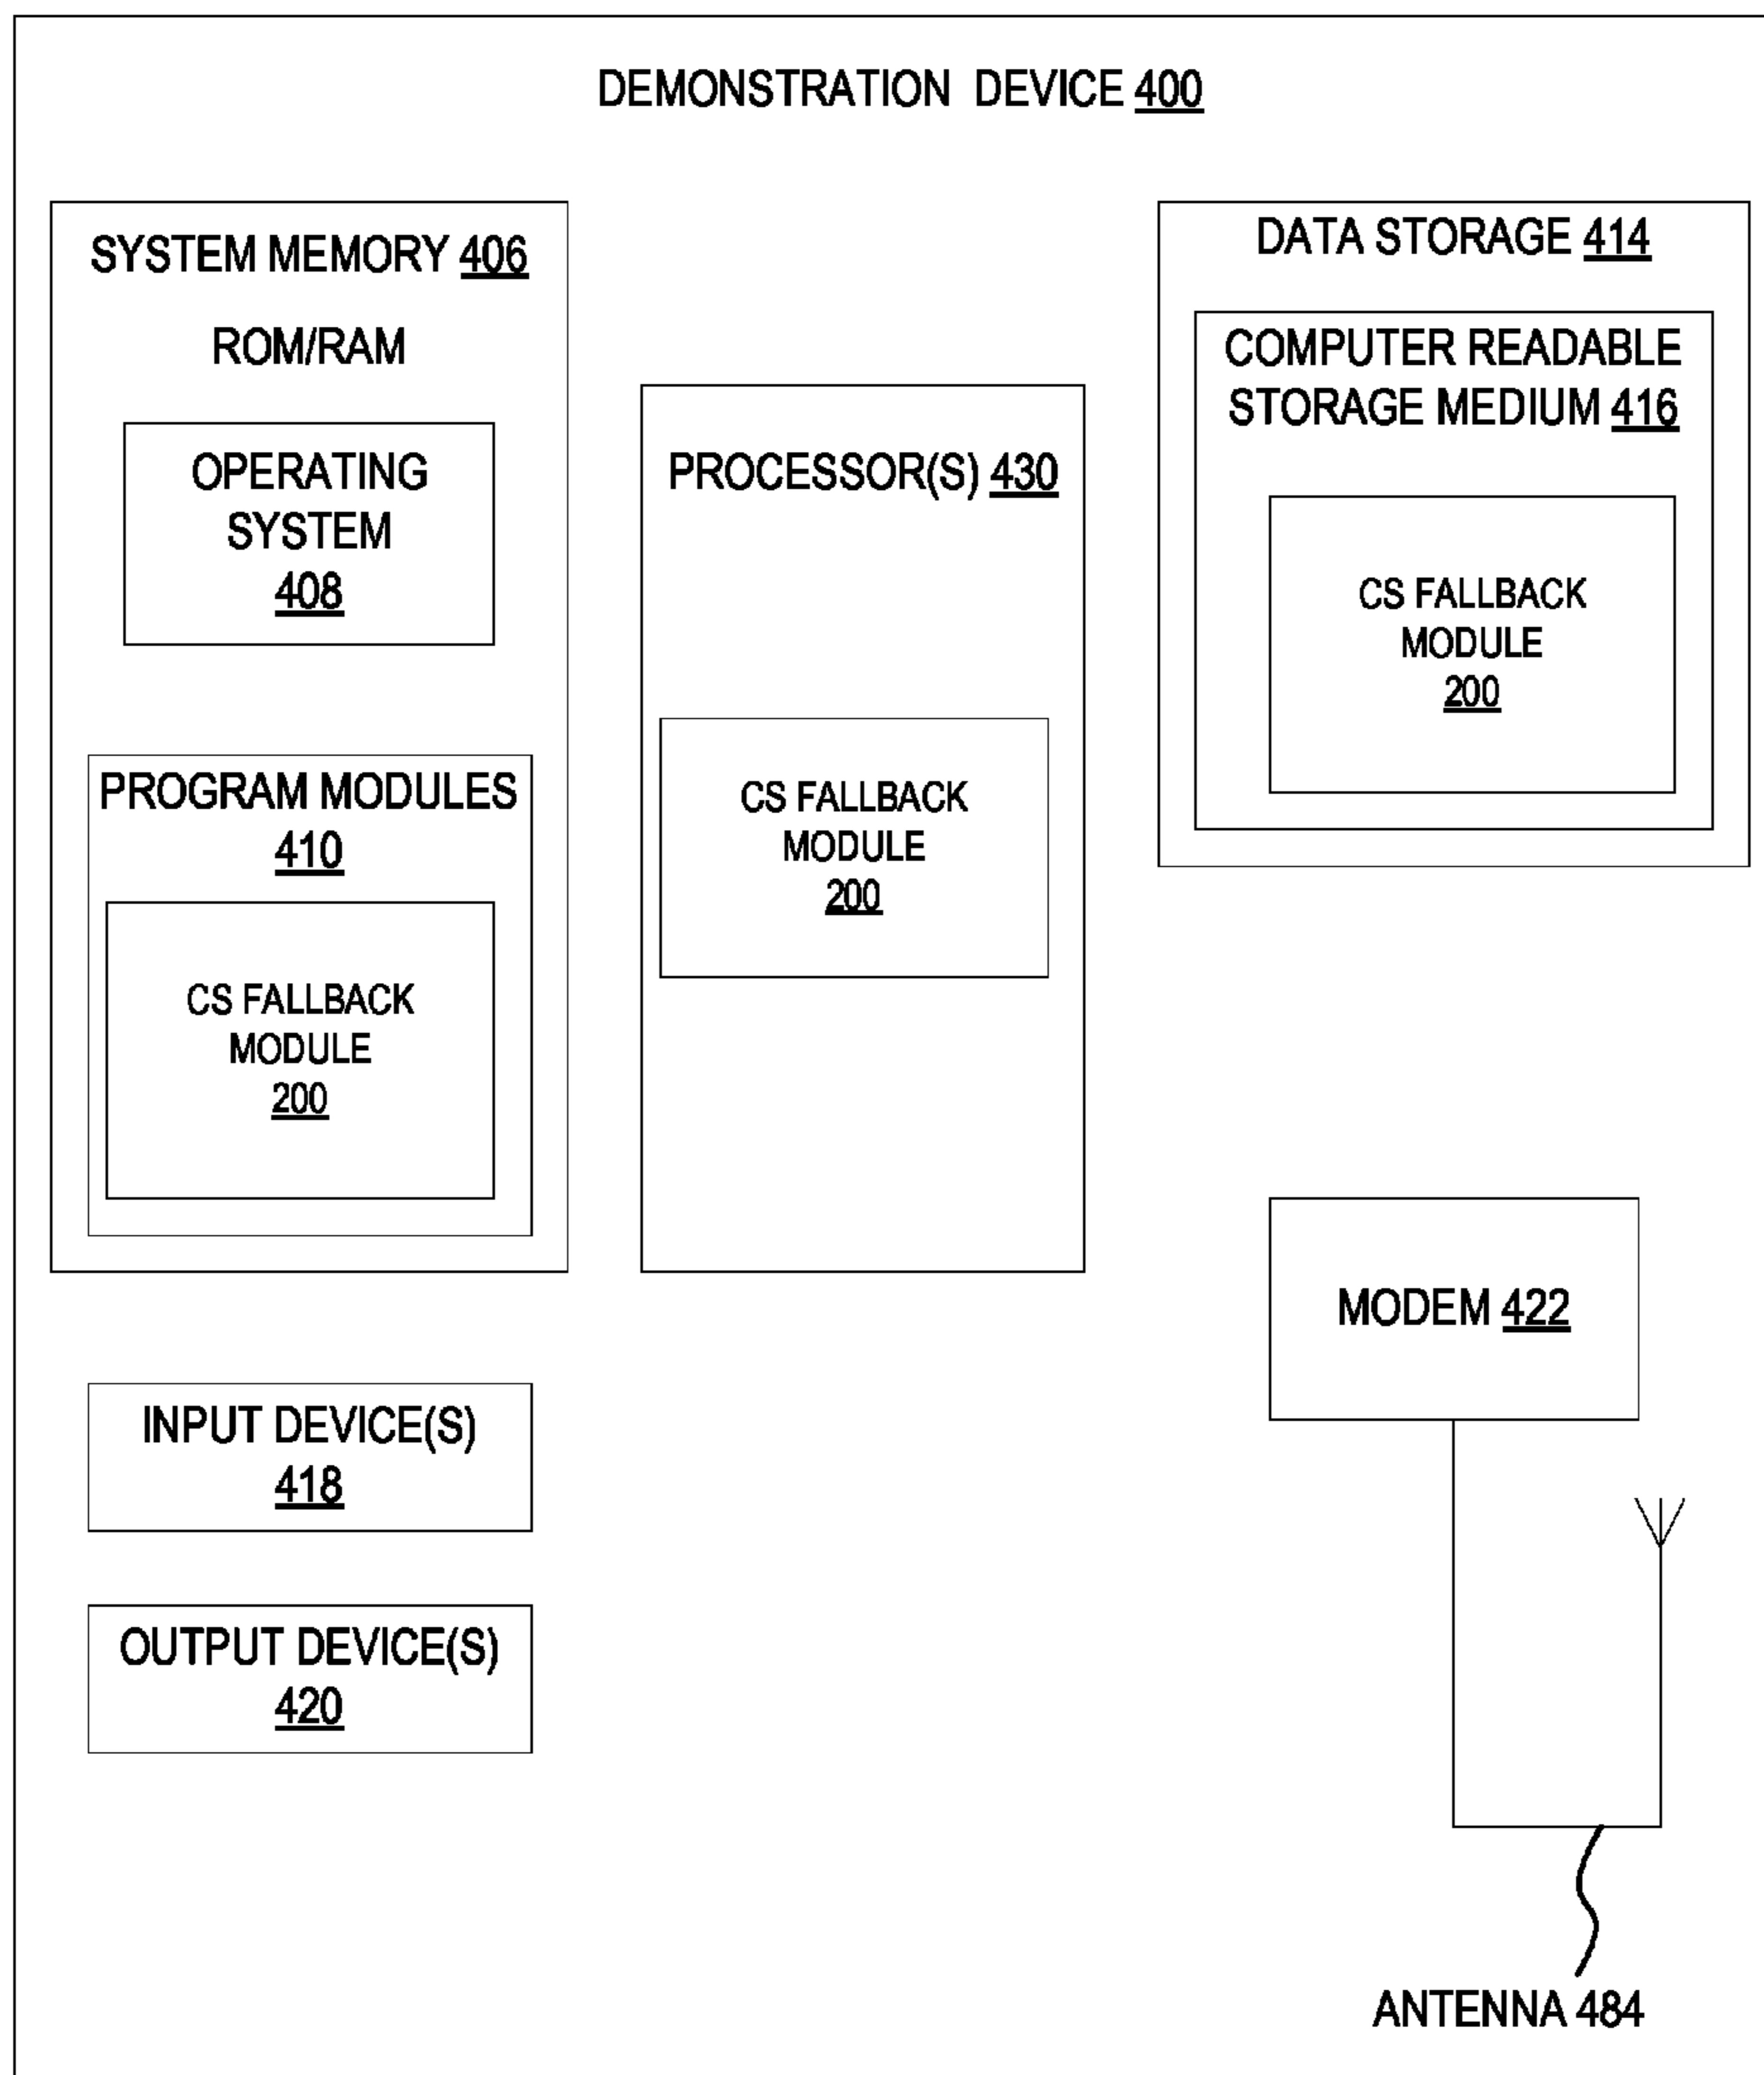 DEMONSTRATION DEVICE 400
SYSTEM MEMORY 406
ROM/RAM
OPERATING
SYSTEM
408
PROGRAM MODULES
410
CS FALLBACK
MODULE
200
PROCESSOR(S) 430
CS FALLBACK
MODULE
200
DATA STORAGE 414
COMPUTER READABLE
STORAGE MEDIUM 416
CS FALLBACK
MODULE
200
MODEM 422
INPUT DEVICE(S)
418
OUTPUT DEVICE(S)
420
ANTENNA 484